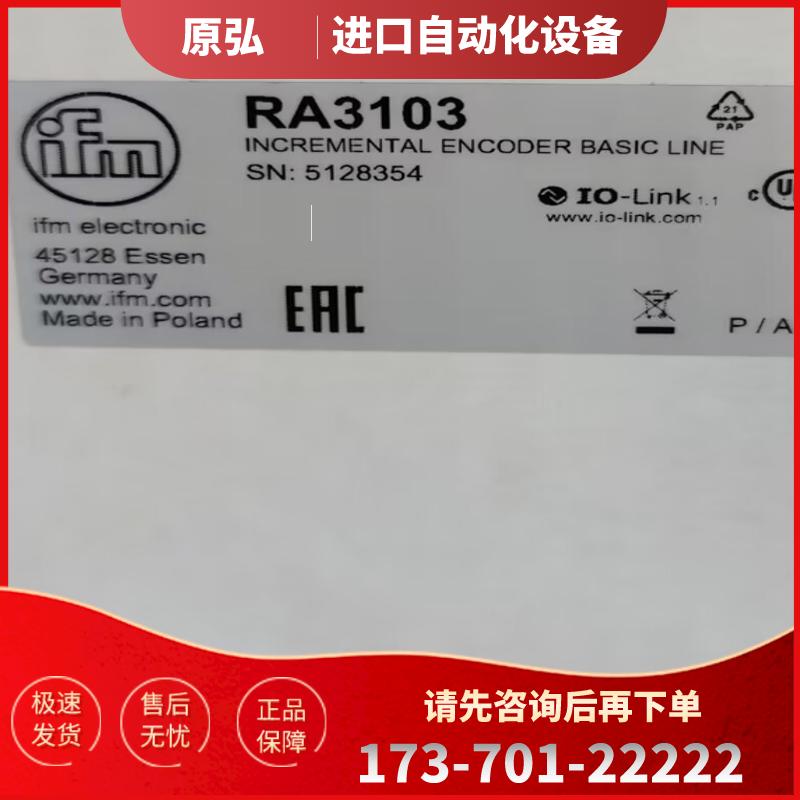 原弘 进口自动化设备
ifm
RA3103
INCREMENTAL ENCODER BASIC LINE
SN: 5128354
21
PAP
IO-Link 1.1
www.io-link.com
c U
ifm electronic
45128 Essen
Germany
www.ifm.com
Made in Poland
EAC
P / A
极速
发货
售后
无忧
正品
保障
请先咨询后再下单
173-701-22222